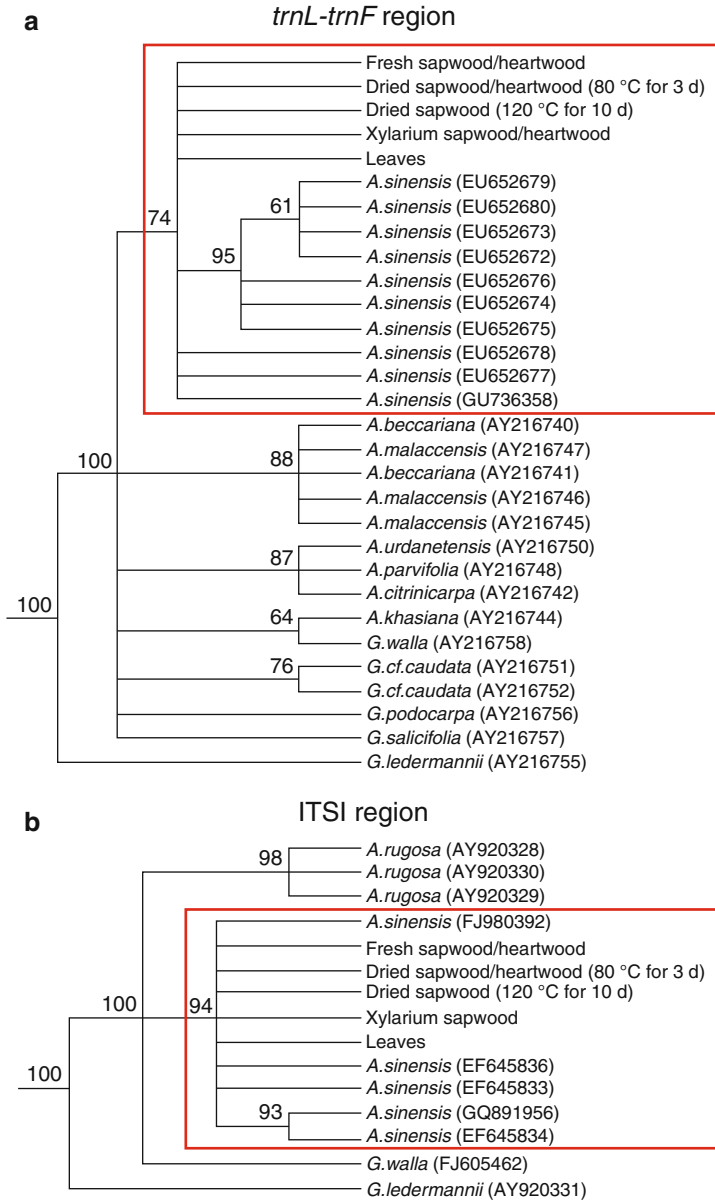 a
trnL-trnF region
Fresh sapwood/heartwood
Dried sapwood/heartwood (80 °C for 3 d)
Dried sapwood (120 °C for 10 d)
Xylarium sapwood/heartwood
Leaves
A.sinensis (EU652679)
61
A.sinensis (EU652680)
74
A.sinensis (EU652673)
95
A.sinensis (EU652672)
A.sinensis (EU652676)
A.sinensis (EU652674)
A.sinensis (EU652675)
A.sinensis (EU652678)
A.sinensis (EU652677)
A.sinensis (GU736358)
A.beccariana (AY216740)
A.malaccensis (AY216747)
100
88
A.beccariana (AY216741)
A.malaccensis (AY216746)
A.malaccensis (AY216745)
A.urdanetensis (AY216750)
87
A.parvifolia (AY216748)
A.citrinicarpa (AY216742)
100
64
A.khasiana (AY216744)
G.walla (AY216758)
76
G.cf.caudata (AY216751)
G.cf.caudata (AY216752)
G.podocarpa (AY216756)
G.salicifolia (AY216757)
G.ledermannii (AY216755)
b
ITSI region
A.rugosa (AY920328)
98
A.rugosa (AY920330)
A.rugosa (AY920329)
A.sinensis (FJ980392)
Fresh sapwood/heartwood
Dried sapwood/heartwood (80 °C for 3 d)
Dried sapwood (120 °C for 10 d)
100
94
Xylarium sapwood
Leaves
A.sinensis (EF645836)
100
A.sinensis (EF645833)
93
A.sinensis (GQ891956)
A.sinensis (EF645834)
G.walla (FJ605462)
G.ledermannii (AY920331)